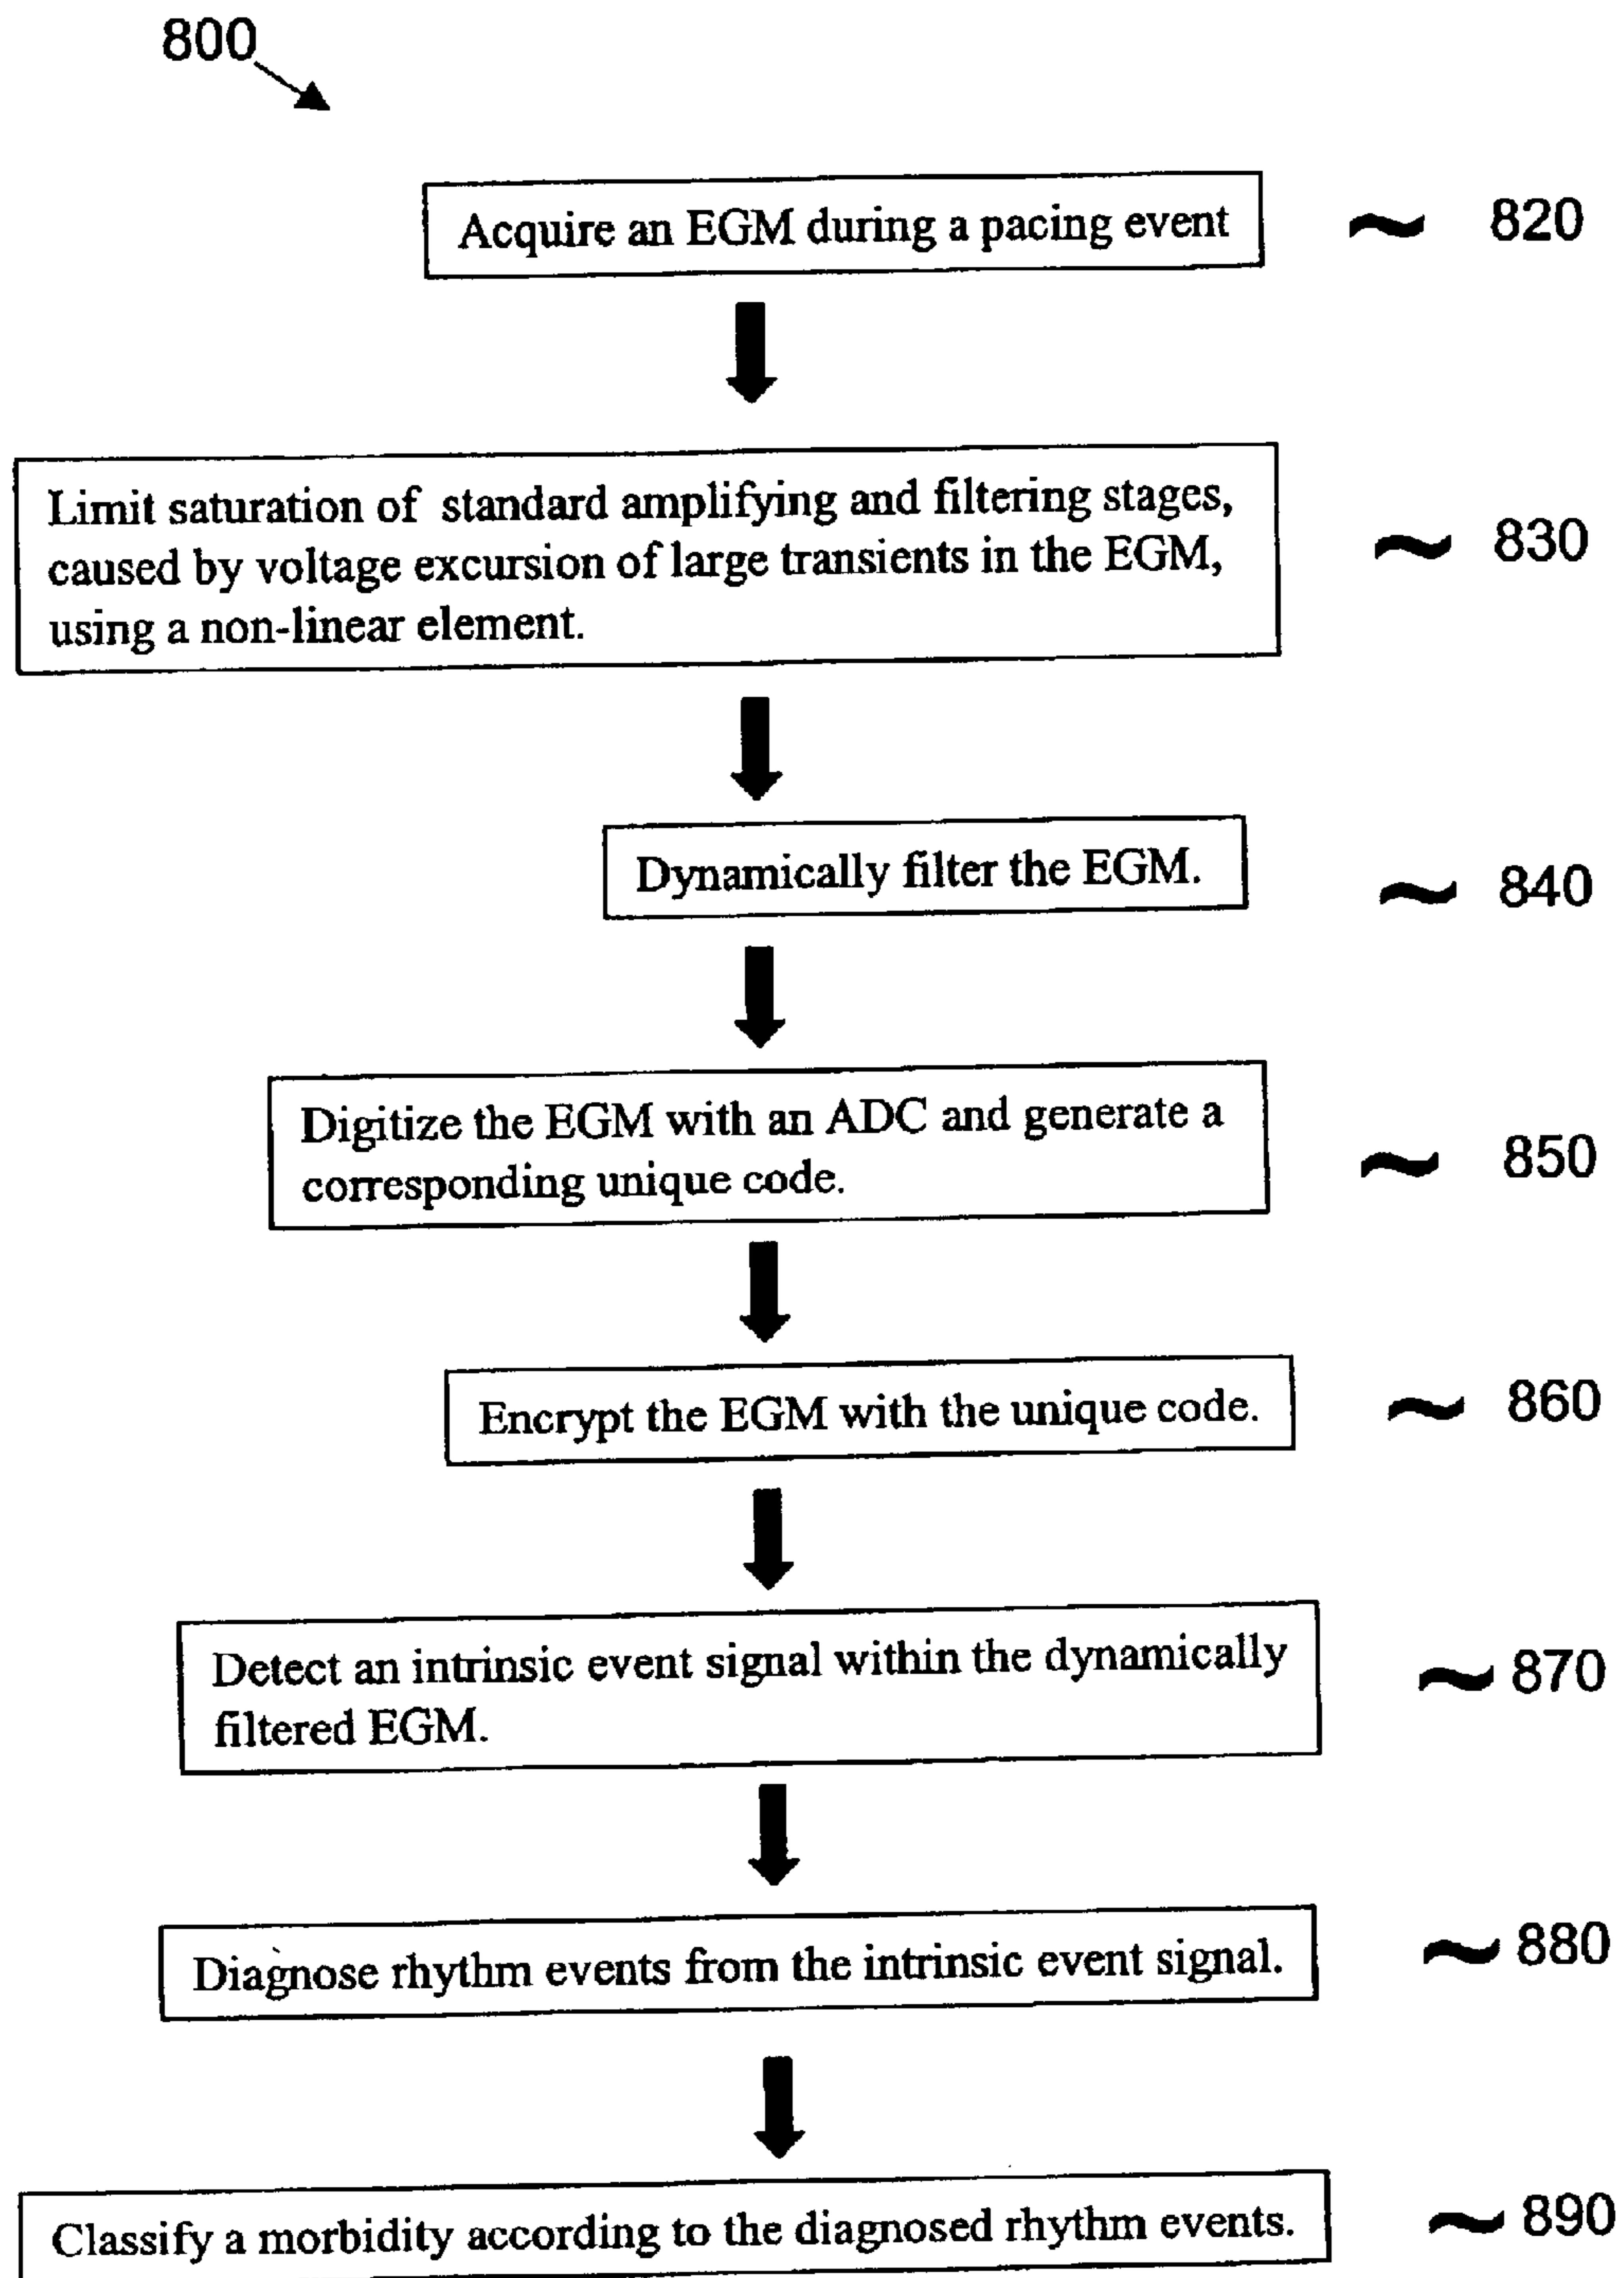 800
Acquire an EGM during a pacing event
820
Limit saturation of standard amplifying and filtering stages,
caused by voltage excursion of large transients in the EGM,
using a non-linear element.
830
Dynamically filter the EGM.
840
Digitize the EGM with an ADC and generate a
corresponding unique code.
850
Encrypt the EGM with the unique code.
860
Detect an intrinsic event signal within the dynamically
filtered EGM.
870
Diagnose rhythm events from the intrinsic event signal.
880
Classify a morbidity according to the diagnosed rhythm events.
890